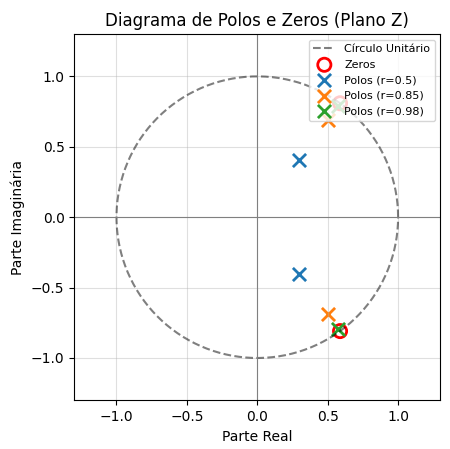 Diagrama de Polos e Zeros (Plano Z)
Círculo Unitário
Zeros
Polos (r=0.5)
Polos (r=0.85)
Polos (r=0.98)
Parte Imaginária
1.0
0.5
0.0
−0.5
−1.0
−1.0 −0.5 0.0 0.5 1.0
Parte Real